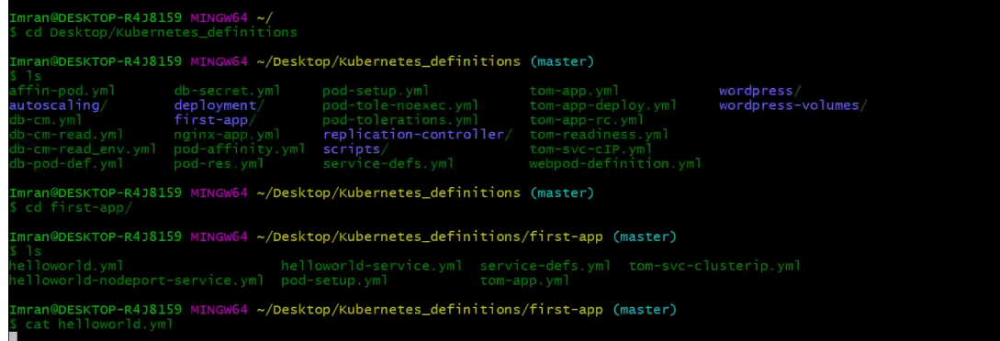 Imran@DESKTOP-R4J8159 MINGW64 ~/
$ cd Desktop/Kubernetes_definitions
Imran@DESKTOP-R4J8159 MINGW64 ~/Desktop/Kubernetes_definitions (master)
$ ls
affin-pod.yml db-secret.yml pod-setup.yml tom-app.yml wordpress/
autoscaling/ deployment/ pod-tole-noexec.yml tom-app-deploy.yml wordpress-volumes/
db-cm.yml first-app/ pod-tolerations.yml tom-app-rc.yml
db-cm-read.yml nginx-app.yml replication-controller/ tom-readiness.yml
db-cm-read_env.yml pod-affinity.yml scripts/ tom-svc-cIP.yml
db-pod-def.yml pod-res.yml service-defs.yml webpod-definition.yml
Imran@DESKTOP-R4J8159 MINGW64 ~/Desktop/Kubernetes_definitions (master)
$ cd first-app/
Imran@DESKTOP-R4J8159 MINGW64 ~/Desktop/Kubernetes_definitions/first-app (master)
$ ls
helloworld.yml helloworld-service.yml service-defs.yml tom-svc-clusterip.yml
helloworld-nodeport-service.yml pod-setup.yml tom-app.yml
Imran@DESKTOP-R4J8159 MINGW64 ~/Desktop/Kubernetes_definitions/first-app (master)
$ cat helloworld.yml